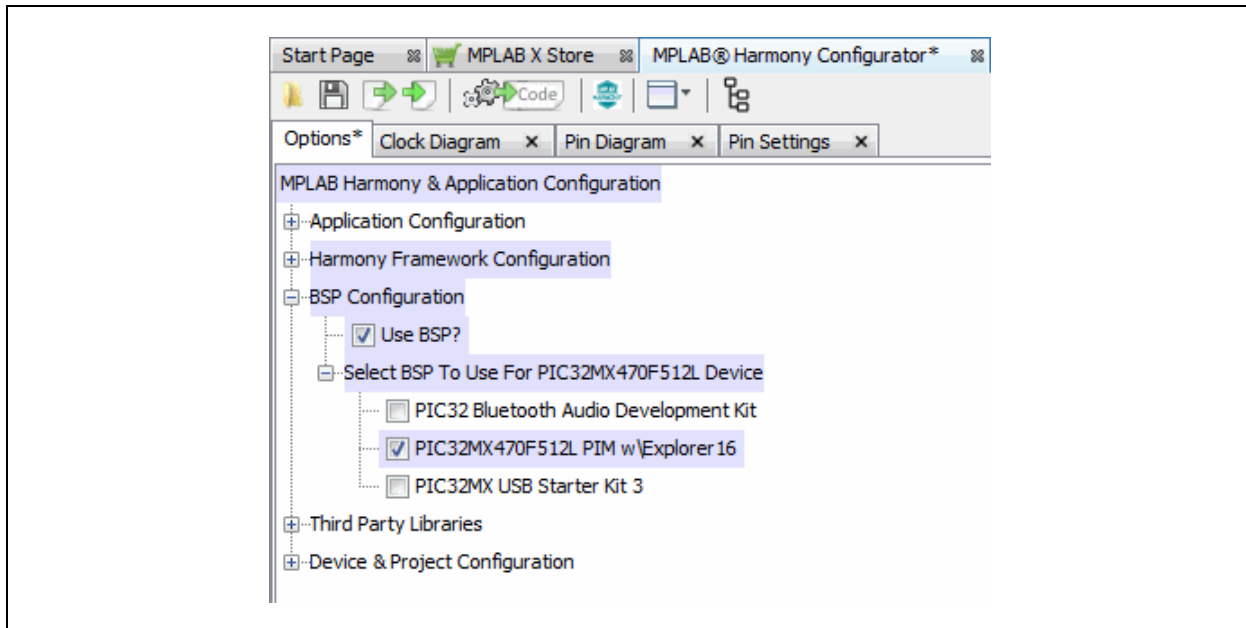 Start Page MPLAB X Store MPLAB® Harmony Configurator*
Code
Options* Clock Diagram Pin Diagram Pin Settings
MPLAB Harmony & Application Configuration
Application Configuration
Harmony Framework Configuration
BSP Configuration
Use BSP?
Select BSP To Use For PIC32MX470F512L Device
PIC32 Bluetooth Audio Development Kit
PIC32MX470F512L PIM w\Explorer16
PIC32MX USB Starter Kit 3
Third Party Libraries
Device & Project Configuration